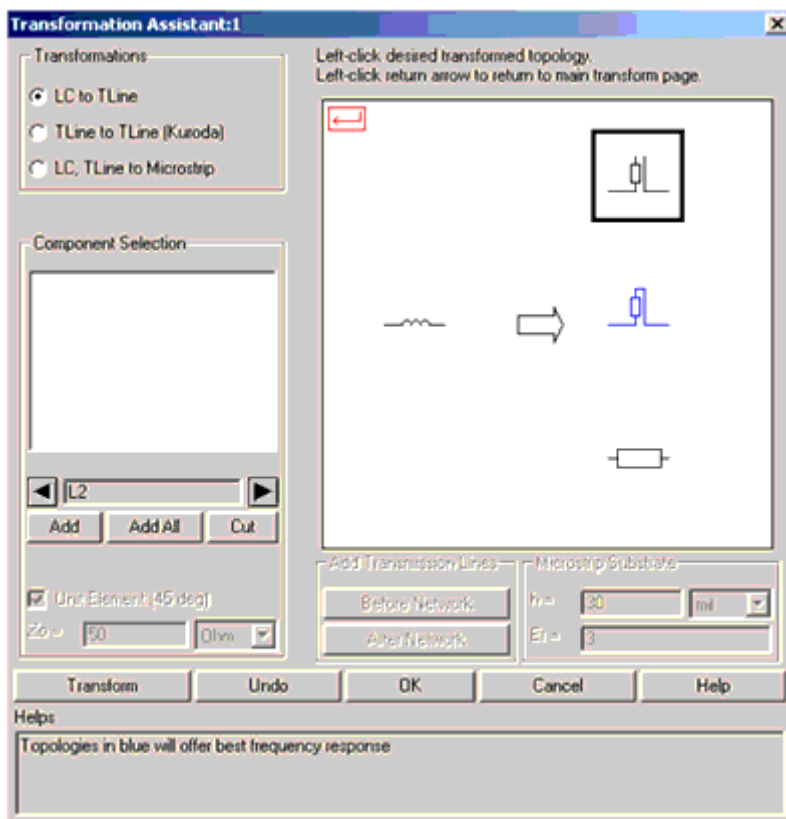 Transformation Assistant:1
Transformations
LC to TLine
TLine to TLine (Kuroda)
LC, TLine to Microstrip
Left-click desired transformed topology.
Left-click return arrow to return to main transform page.
Component Selection
L2
Add Add All Cut
Unit Element (45 deg)
Zo = 50 Ohm
Add Transmission Lines
Before Network
After Network
Microstrip Substrate
h = 30 mil
Er = 3
Transform Undo OK Cancel Help
Helps
Topologies in blue will offer best frequency response